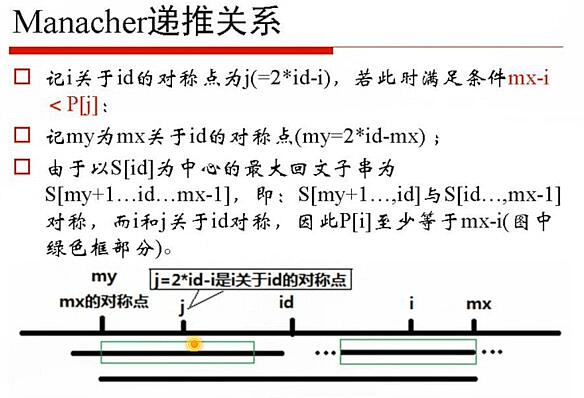 Manacher递推关系
记i关于id的对称点为j(=2*id-i)，若此时满足条件mx-i
＜P[j]；
记my为mx关于id的对称点(my=2*id-mx)；
由于以S[id]为中心的最大回文子串为
S[my+1…id…mx-1]，即：S[my+1…,id]与S[id…,mx-1]
对称，而i和j关于id对称，因此P[i]至少等于mx-i(图中
绿色框部分)。
my
j=2*id-i是i关于id的对称点
mx的对称点
j
id
i
mx